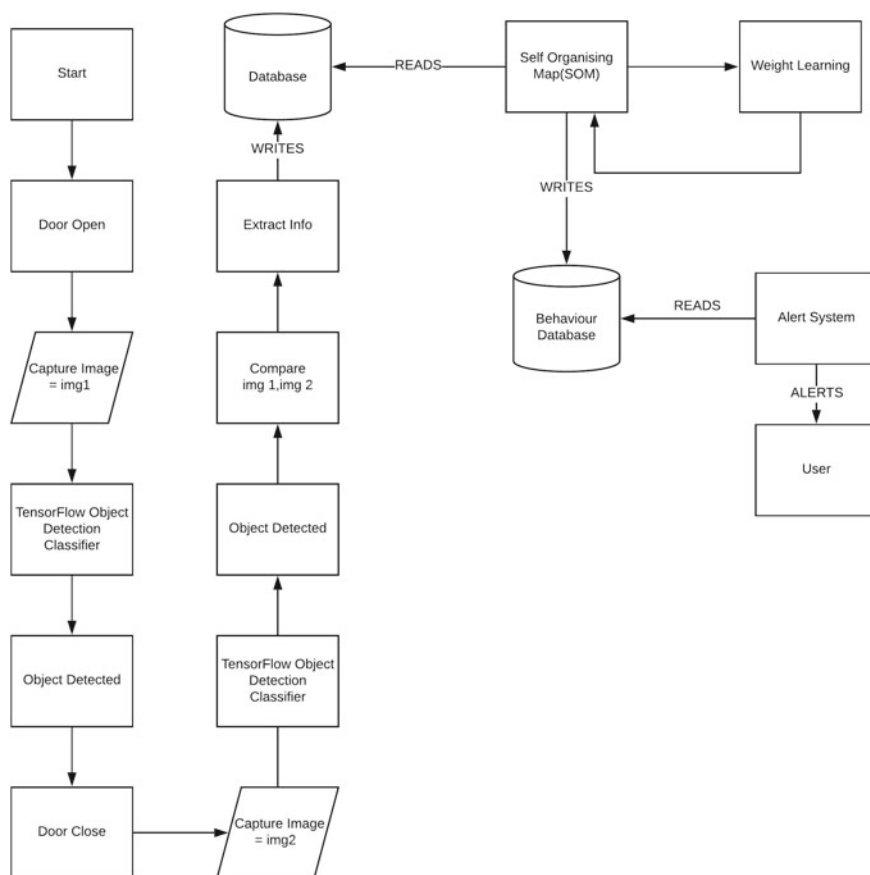 Start
Door Open
Capture Image
= img1
TensorFlow Object
Detection
Classifier
Object Detected
Door Close
Capture Image
= img2
TensorFlow Object
Detection
Classifier
Object Detected
Compare
img 1,img 2
Extract Info
WRITES
Database
READS
Self Organising
Map(SOM)
Weight Learning
WRITES
Behaviour
Database
READS
Alert System
ALERTS
User